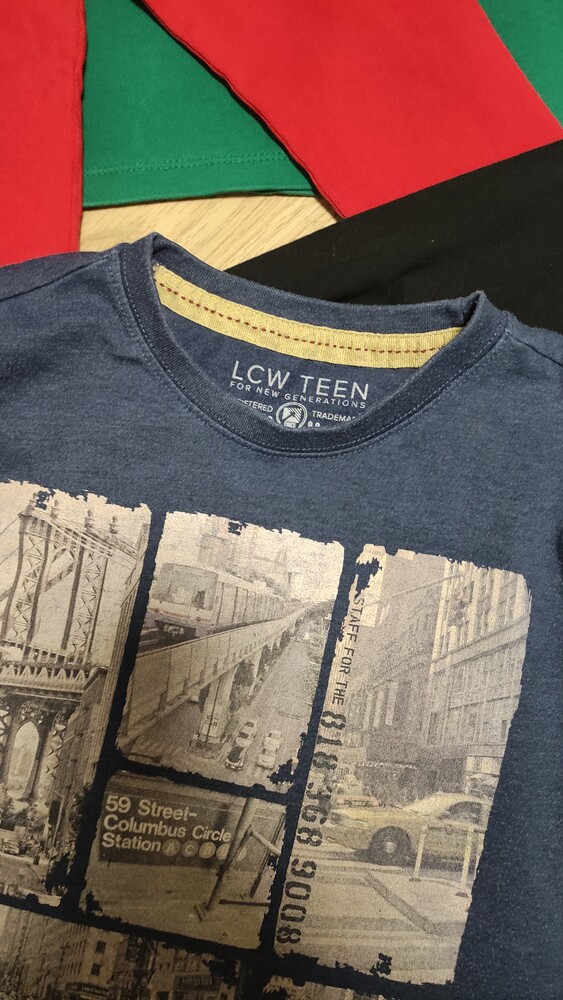 LCW TEEN
FOR NEW GENERATIONS
TRADEMA
STAFF FOR THE 818 368 9008
59 Street-
Columbus Circle
Station A C B D